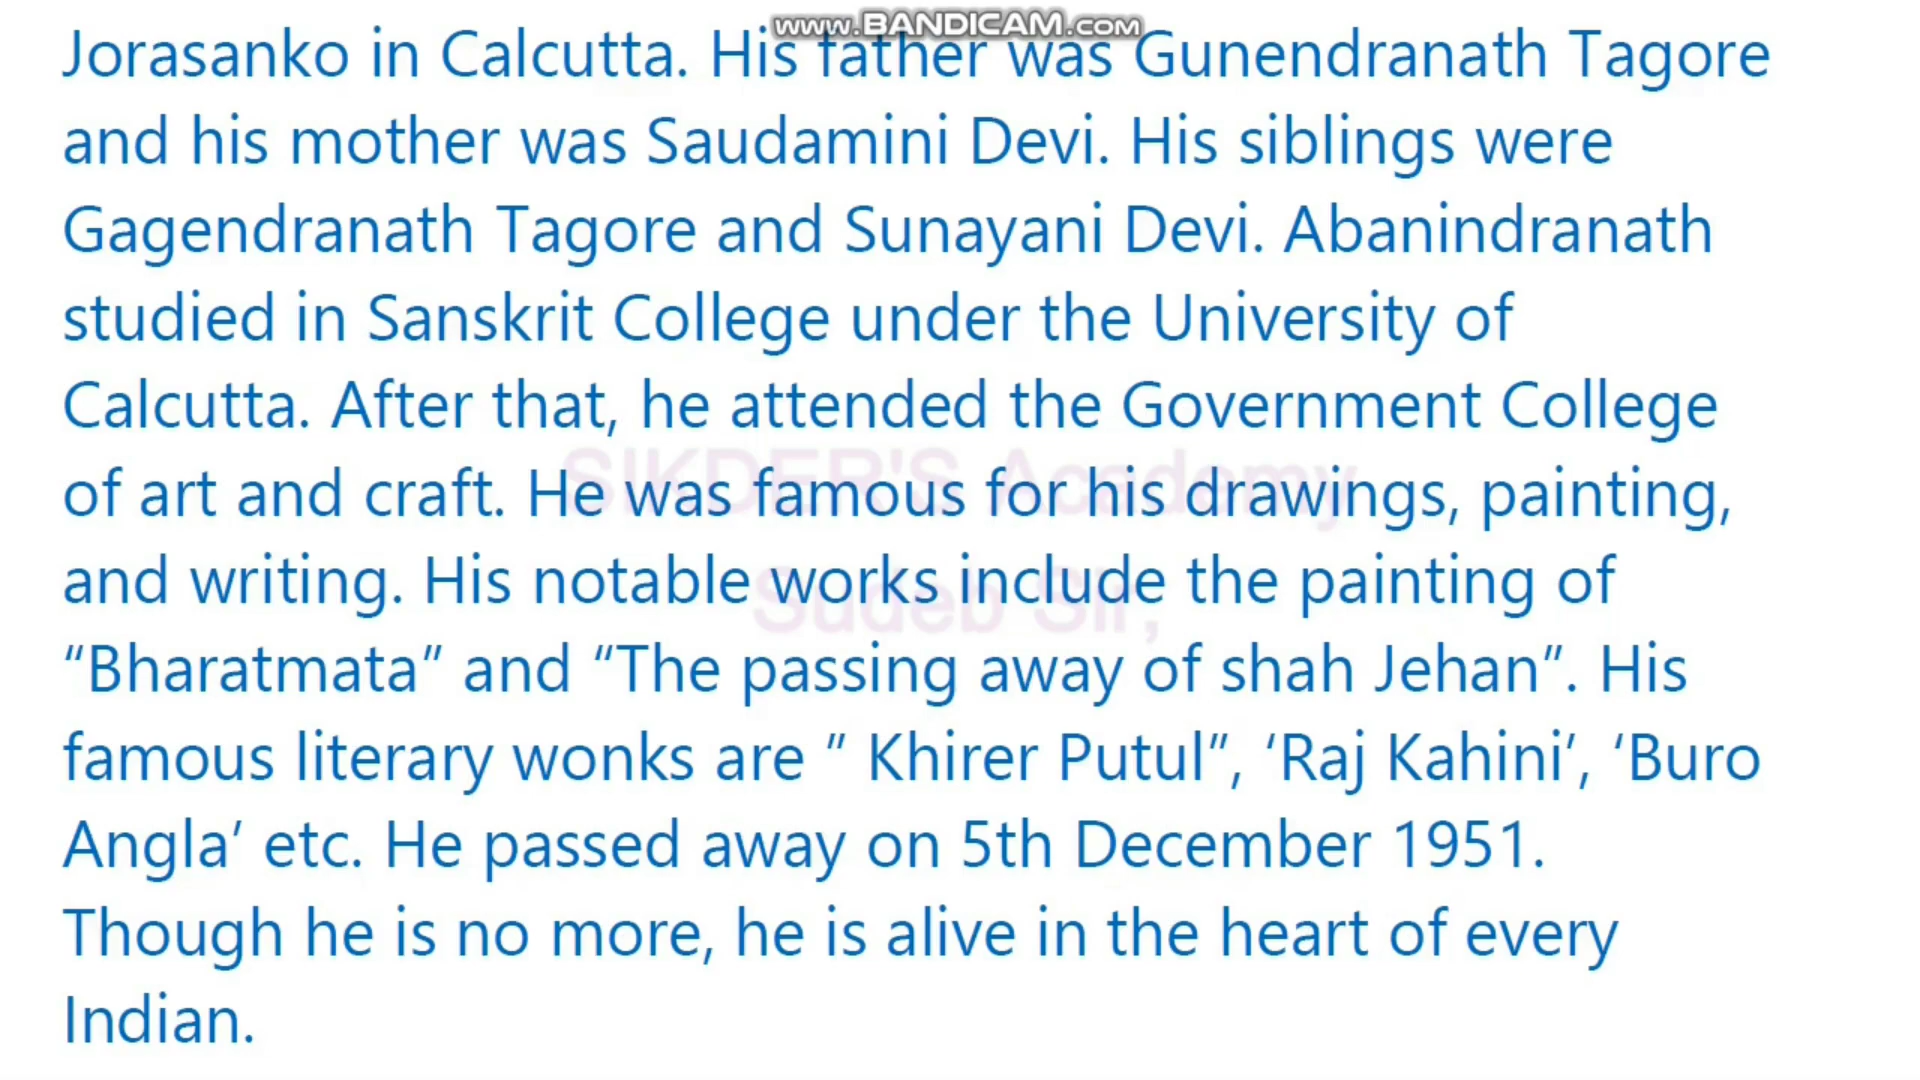 www.BANDICAM.com
Jorasanko in Calcutta. His father was Gunendranath Tagore
and his mother was Saudamini Devi. His siblings were
Gagendranath Tagore and Sunayani Devi. Abanindranath
studied in Sanskrit College under the University of
Calcutta. After that, he attended the Government College
SIKDER'S Academy
of art and craft. He was famous for his drawings, painting,
and writing. His notable works include the painting of
Sudeb Sir,
“Bharatmata” and “The passing away of shah Jehan”. His
famous literary wonks are ” Khirer Putul”, ‘Raj Kahini’, ‘Buro
Angla’ etc. He passed away on 5th December 1951.
Though he is no more, he is alive in the heart of every
Indian.